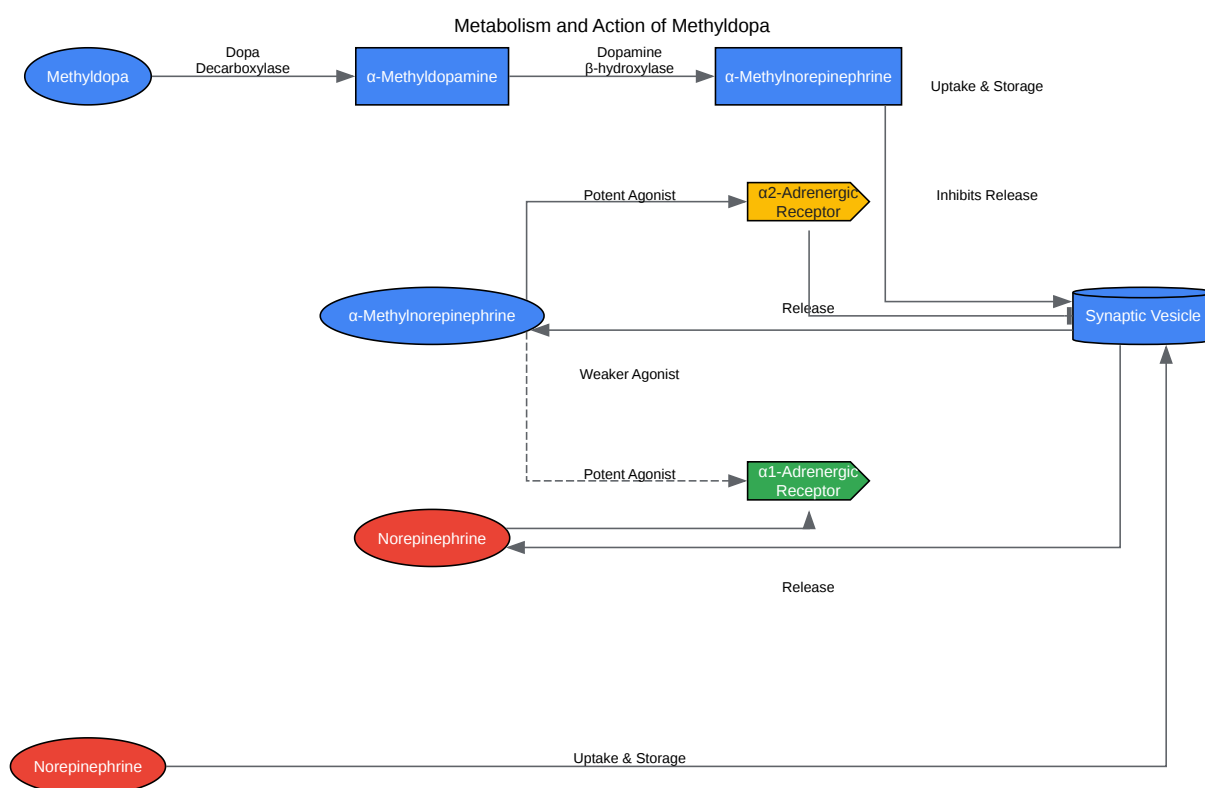 Metabolism and Action of Methyldopa
Dopa
Decarboxylase
Dopamine
β-hydroxylase
Methyldopa
α-Methyldopamine
α-Methylnorepinephrine
Uptake & Storage
Potent Agonist
α2-Adrenergic
Receptor
Inhibits Release
Release
α-Methylnorepinephrine
Synaptic Vesicle
Weaker Agonist
Potent Agonist
α1-Adrenergic
Receptor
Norepinephrine
Release
Uptake & Storage
Norepinephrine